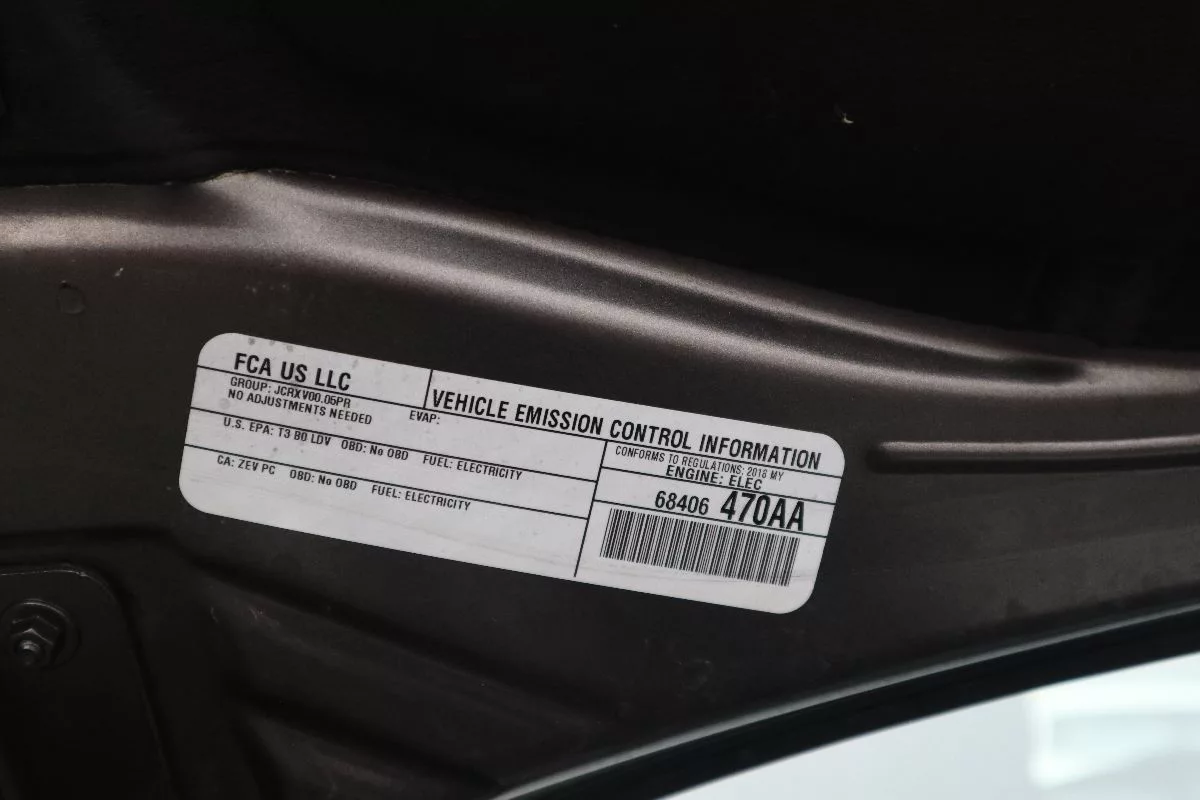 FCA US LLC
VEHICLE EMISSION CONTROL INFORMATION
GROUP: JCRXV00.05PR EVAP:
NO ADJUSTMENTS NEEDED
CONFORMS TO REGULATIONS: 2018 MY
U.S. EPA: T3 B0 LDV OBD: No OBD FUEL: ELECTRICITY
ENGINE: ELEC
CA: ZEV PC OBD: No OBD FUEL: ELECTRICITY
68406 470AA